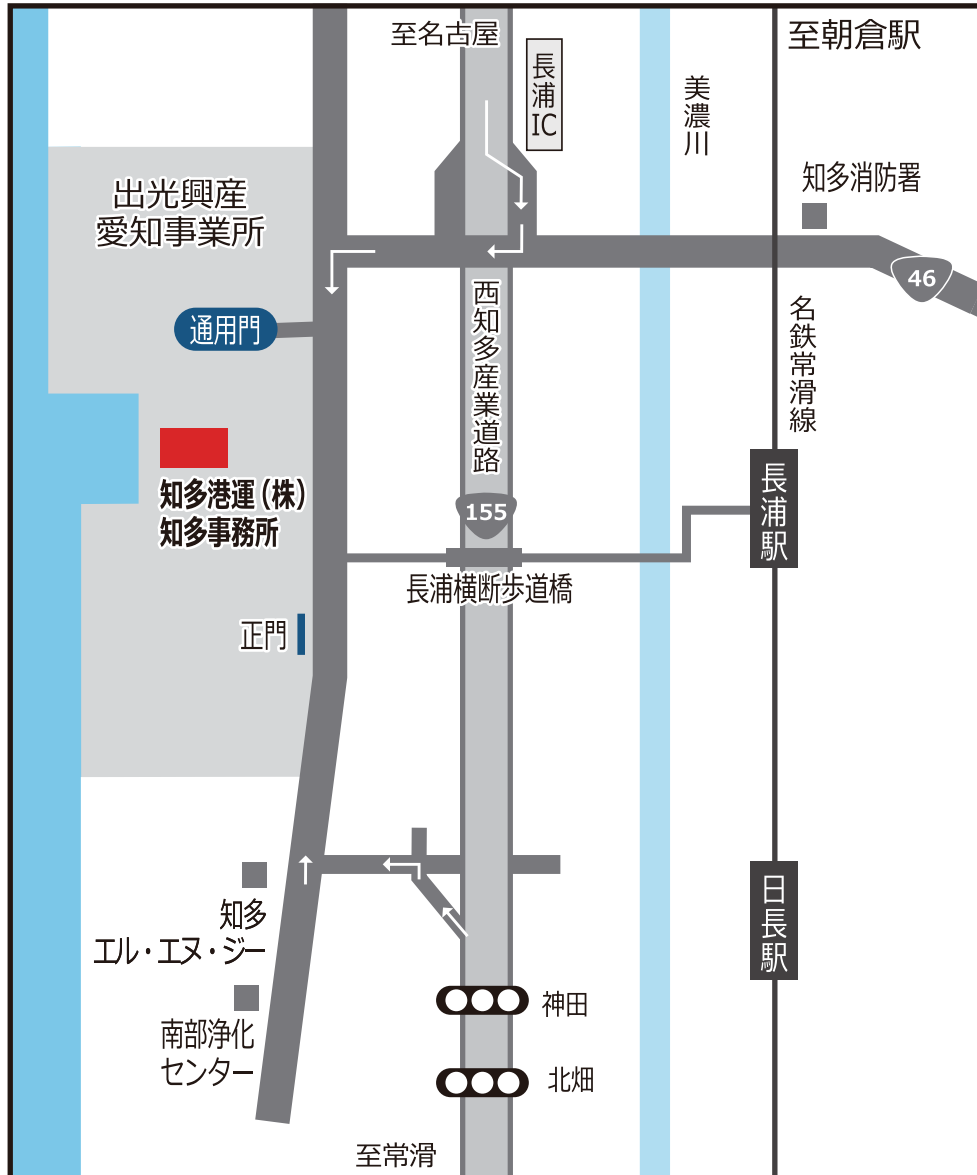 至名古屋
至朝倉駅
長浦
IC
美濃川
知多消防署
出光興産
愛知事業所
46
西知多産業道路
名鉄常滑線
通用門
知多港運(株)
知多事務所
155
長浦駅
長浦横断歩道橋
正門
日長駅
知多
エル・エヌ・ジー
南部浄化
センター
神田
北畑
至常滑